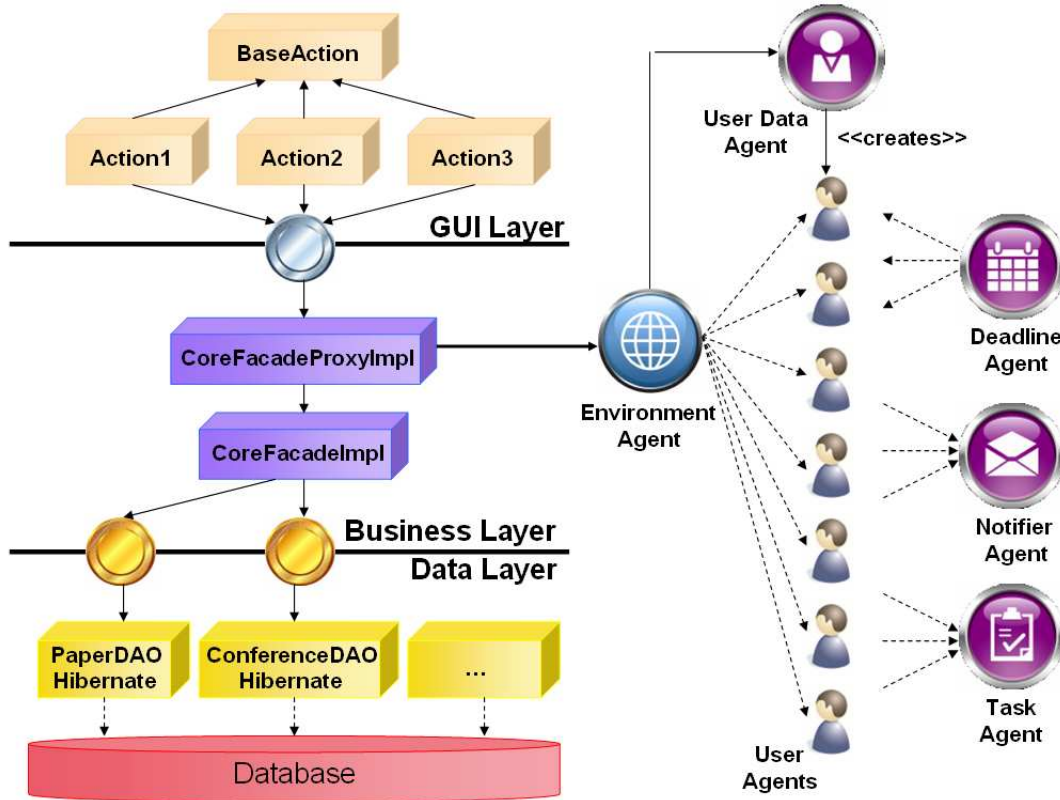 BaseAction
Action1
Action2
Action3
GUI Layer
CoreFacadeProxyImpl
CoreFacadeImpl
Business Layer
Data Layer
PaperDAO
Hibernate
ConferenceDAO
Hibernate
...
Database
User Data
Agent
<<creates>>
Environment
Agent
Deadline
Agent
Notifier
Agent
Task
Agent
User
Agents